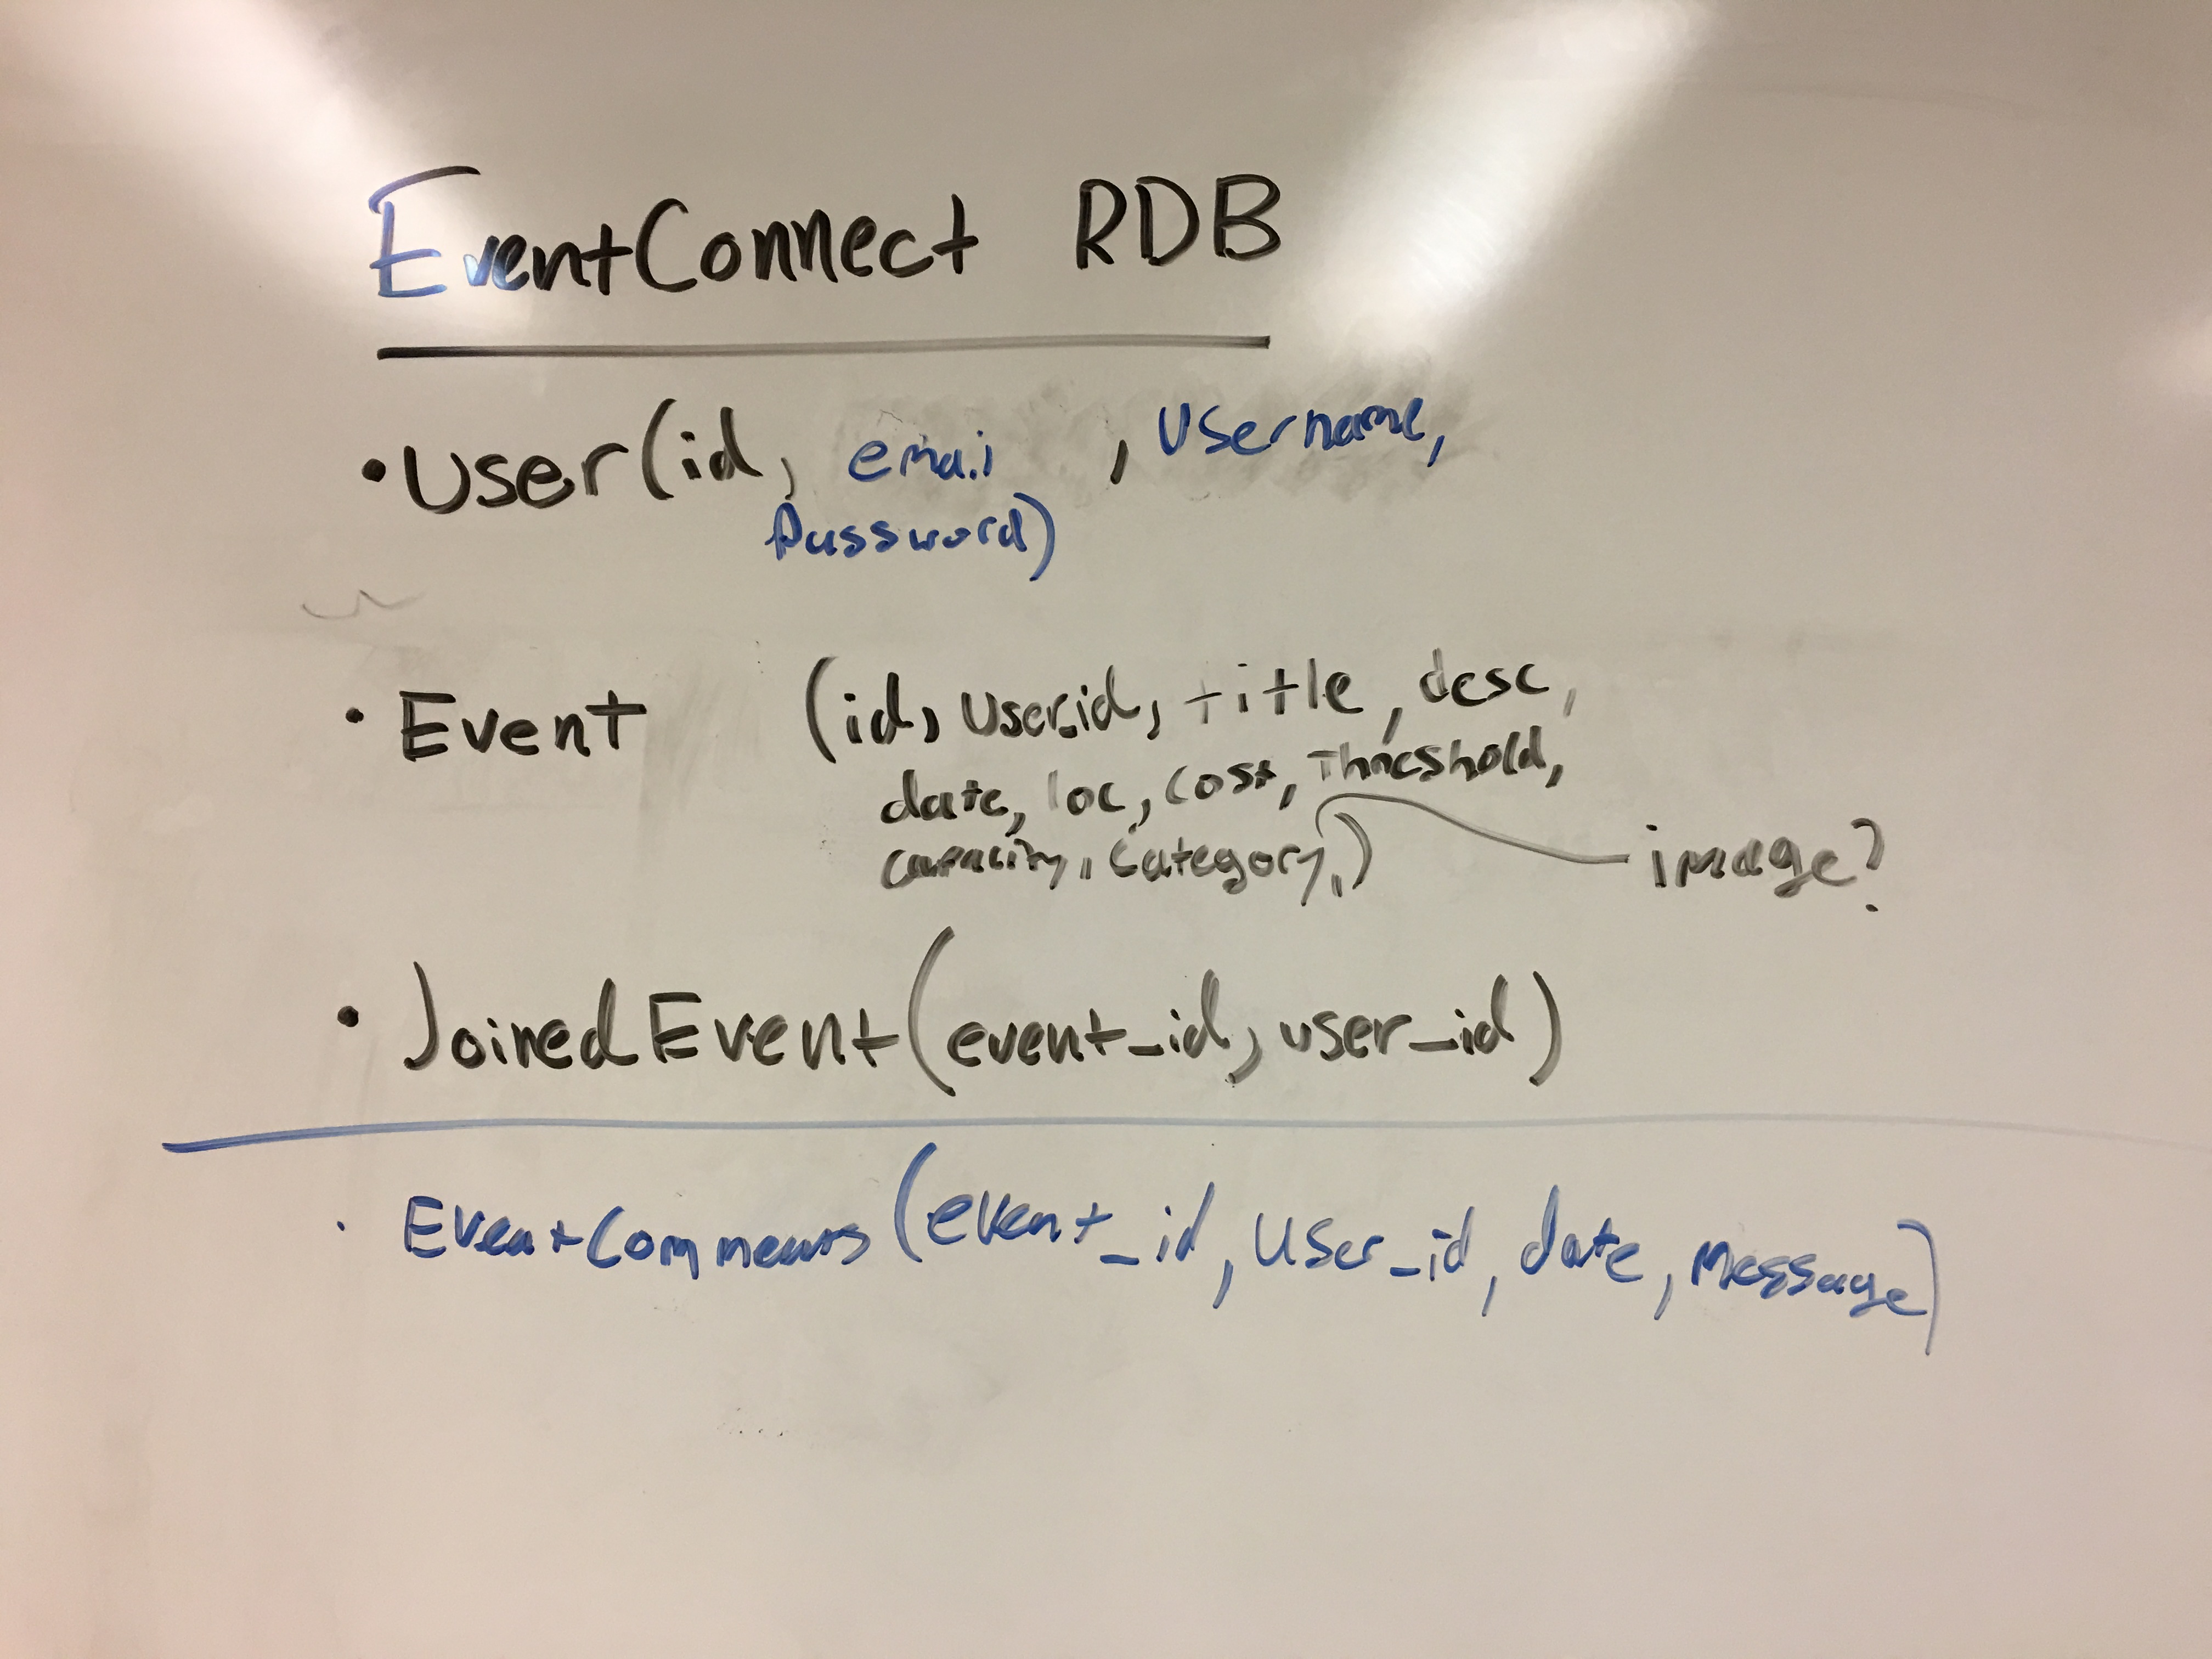 EventConnect RDB
• User (id, email, username,
password)
• Event (id, user_id, title, desc,
date, loc, cost, Threshold,
capacity, category,)
image?
• JoinedEvent (event_id, user_id)
• EventComments (event_id, user_id, date, message)